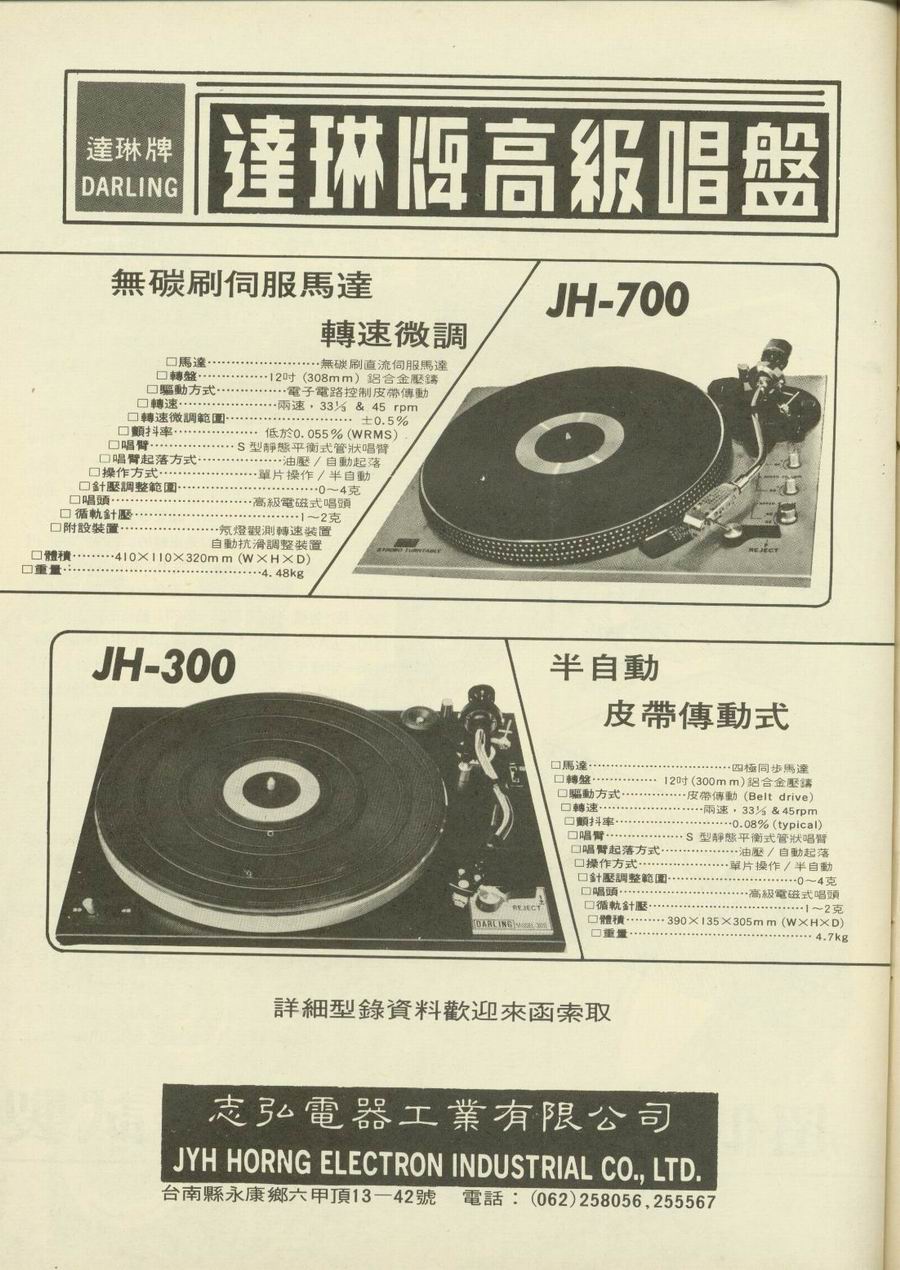 達琳牌
DARLING
達琳牌高級唱盤
無碳刷伺服馬達
轉速微調
JH-700
□馬達⋯⋯⋯⋯⋯⋯無碳刷直流伺服馬達
□轉盤⋯⋯⋯⋯⋯12吋 (308mm) 鋁合金壓鑄
□驅動方式⋯⋯⋯⋯電子電路控制皮帶傳動
□轉速⋯⋯⋯⋯⋯⋯兩速，33⅓ & 45 rpm
□轉速微調範圍⋯⋯⋯⋯⋯⋯⋯±0.5%
□顫抖率⋯⋯⋯⋯⋯⋯低於0.055%(WRMS)
□唱臂⋯⋯⋯⋯⋯⋯S 型靜態平衡式管狀唱臂
□唱臂起落方式⋯⋯⋯⋯⋯油壓/自動起落
□操作方式⋯⋯⋯⋯⋯⋯單片操作/半自動
□針壓調整範圍⋯⋯⋯⋯⋯⋯⋯0～4克
□唱頭⋯⋯⋯⋯⋯⋯⋯⋯高級電磁式唱頭
□循軌針壓⋯⋯⋯⋯⋯⋯⋯⋯⋯1～2克
□附設裝置⋯⋯⋯⋯⋯氖燈觀測轉速裝置
自動抗滑調整裝置
□體積⋯⋯⋯410×110×320mm (W×H×D)
□重量⋯⋯⋯⋯⋯⋯⋯⋯⋯⋯⋯4.48kg
STROBO TURNTABLE
REJECT
JH-300
半自動
皮帶傳動式
□馬達⋯⋯⋯⋯⋯⋯⋯⋯四極同步馬達
□轉盤⋯⋯⋯⋯⋯12吋(300mm)鋁合金壓鑄
□驅動方式⋯⋯⋯⋯皮帶傳動 (Belt drive)
□轉速⋯⋯⋯⋯⋯⋯⋯兩速，33⅓ &45rpm
□顫抖率⋯⋯⋯⋯⋯⋯⋯0.08%(typical)
□唱臂⋯⋯⋯⋯⋯S 型靜態平衡式管狀唱臂
□唱臂起落方式⋯⋯⋯⋯油壓/自動起落
□操作方式⋯⋯⋯⋯⋯單片操作/半自動
□針壓調整範圍⋯⋯⋯⋯⋯⋯⋯0～4克
□唱頭⋯⋯⋯⋯⋯⋯⋯⋯高級電磁式唱頭
□循軌針壓⋯⋯⋯⋯⋯⋯⋯⋯⋯1～2克
□體積⋯⋯⋯390×135×305mm (W×H×D)
□重量⋯⋯⋯⋯⋯⋯⋯⋯⋯⋯⋯4.7kg
REJECT
DARLING MODEL 300
詳細型錄資料歡迎來函索取
志弘電器工業有限公司
JYH HORNG ELECTRON INDUSTRIAL CO., LTD.
台南縣永康鄉六甲頂13—42號 電話：(062)258056,255567